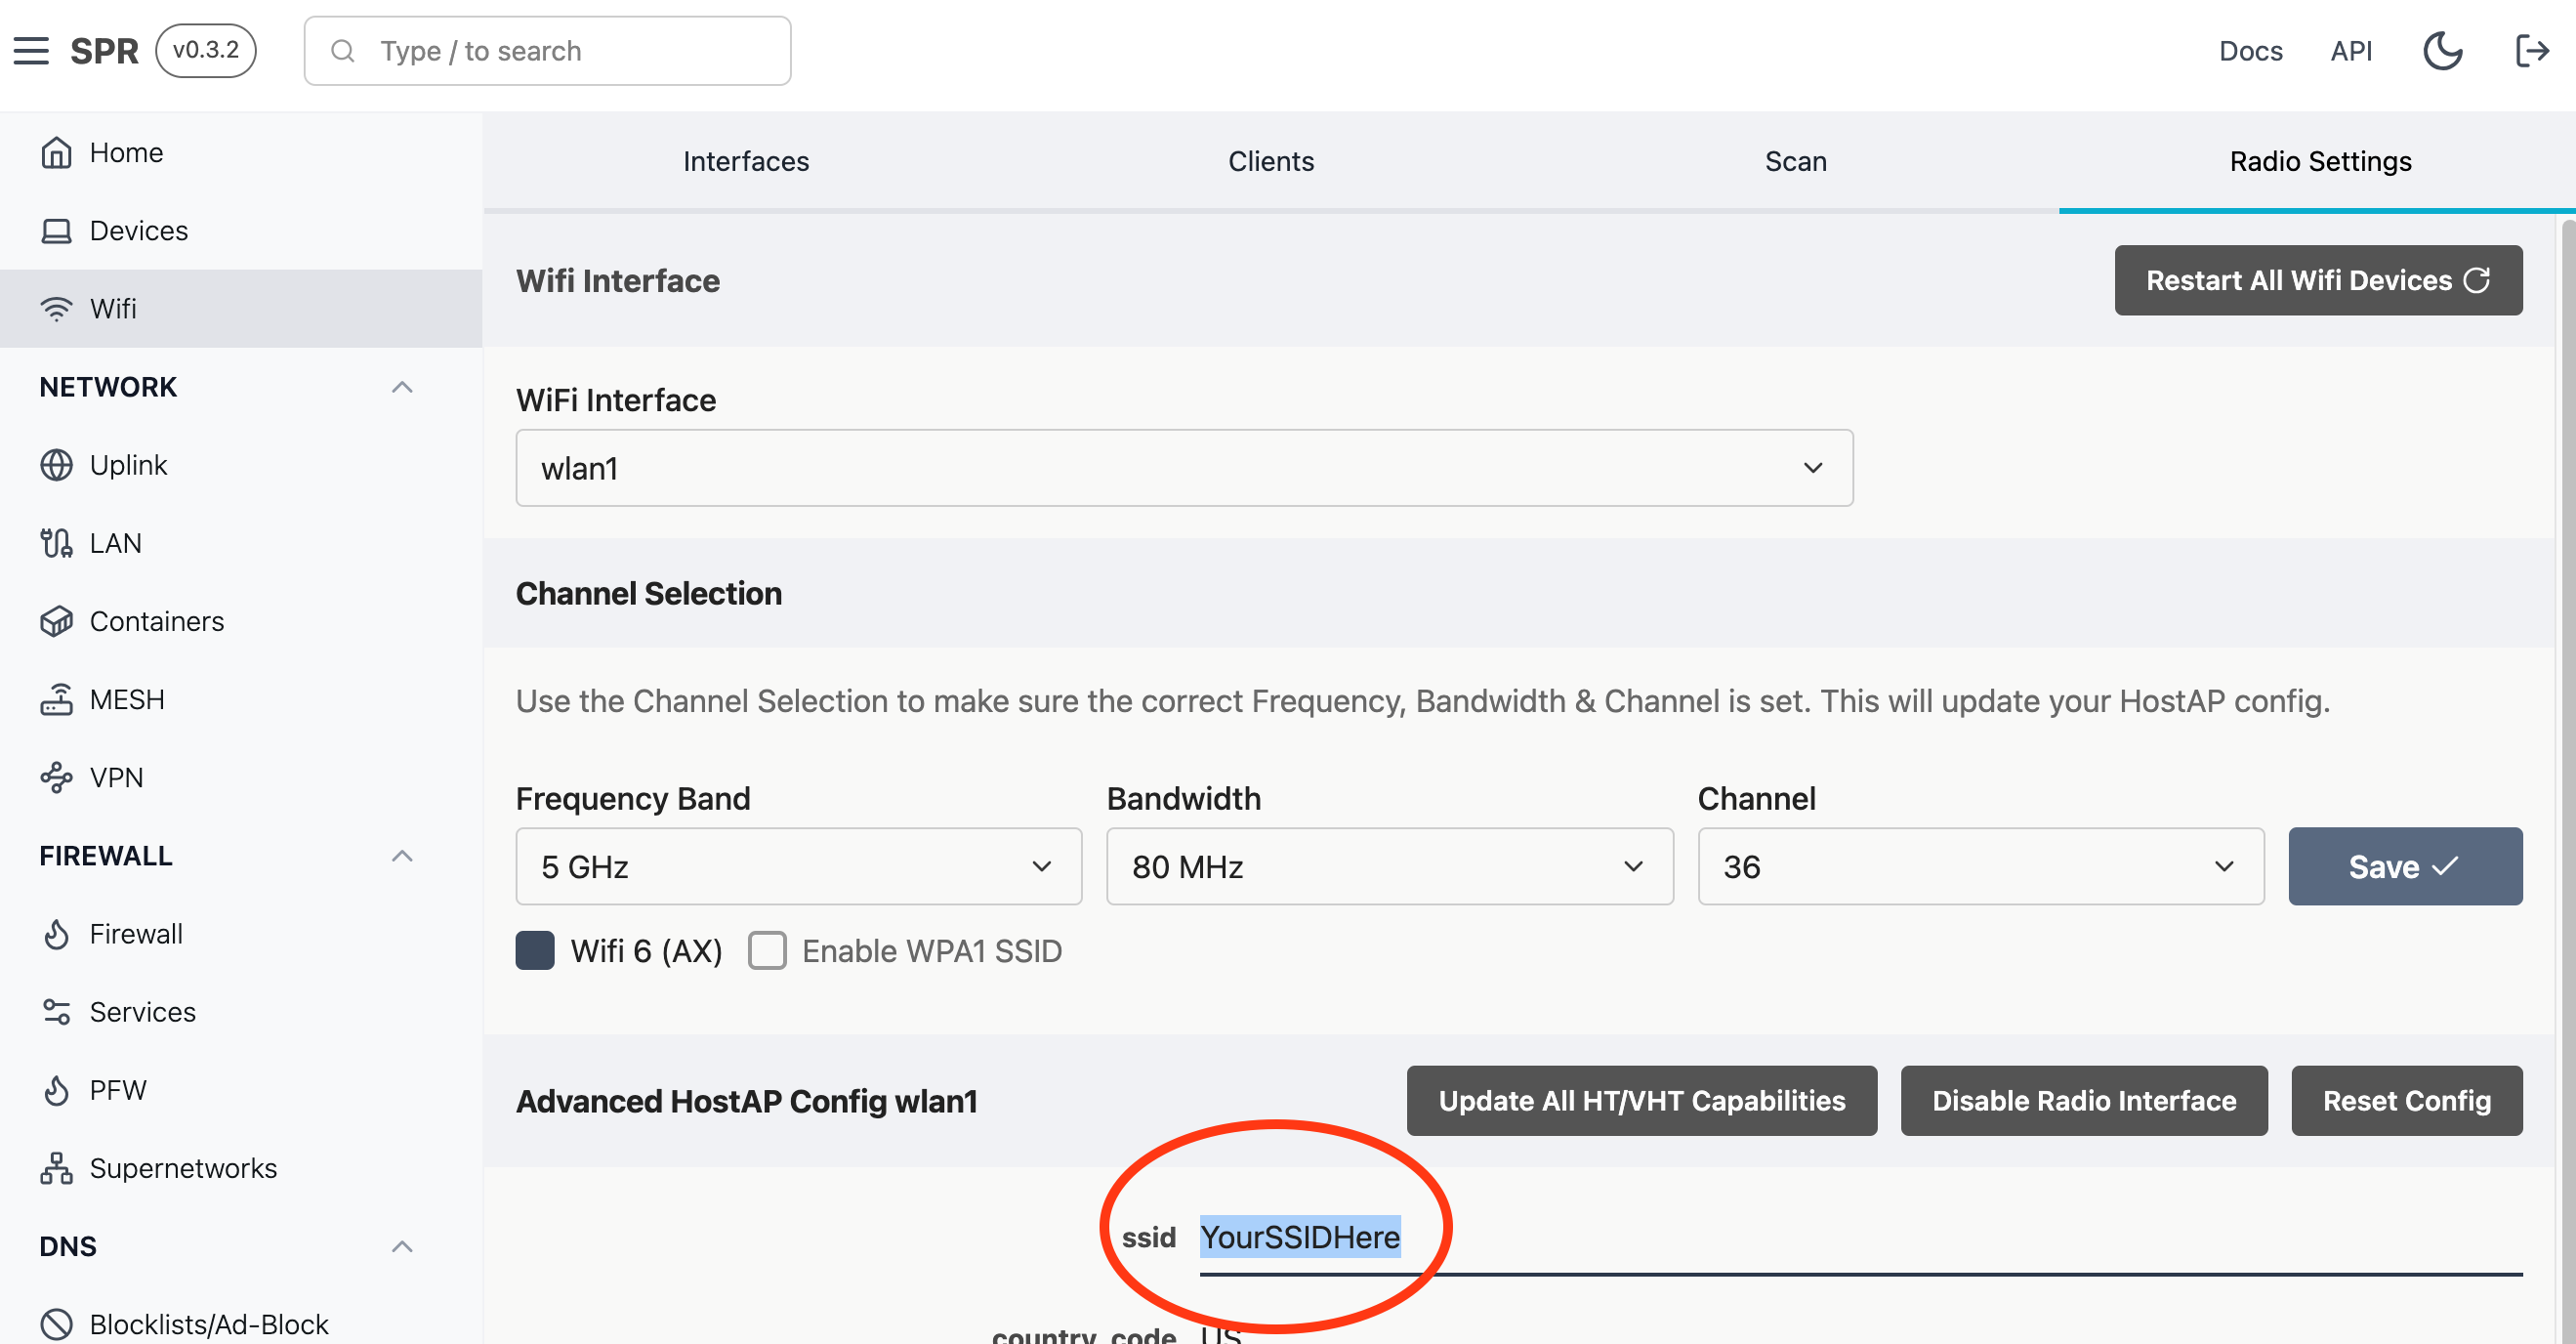 SPR v0.3.2 Type / to search Docs API
Home
Devices
Wifi
NETWORK
Uplink
LAN
Containers
MESH
VPN
FIREWALL
Firewall
Services
PFW
Supernetworks
DNS
Blocklists/Ad-Block
Interfaces Clients Scan Radio Settings
Wifi Interface Restart All Wifi Devices
WiFi Interface
wlan1
Channel Selection
Use the Channel Selection to make sure the correct Frequency, Bandwidth & Channel is set. This will update your HostAP config.
Frequency Band Bandwidth Channel
5 GHz 80 MHz 36 Save
Wifi 6 (AX) Enable WPA1 SSID
Advanced HostAP Config wlan1 Update All HT/VHT Capabilities Disable Radio Interface Reset Config
ssid YourSSIDHere
country_code US